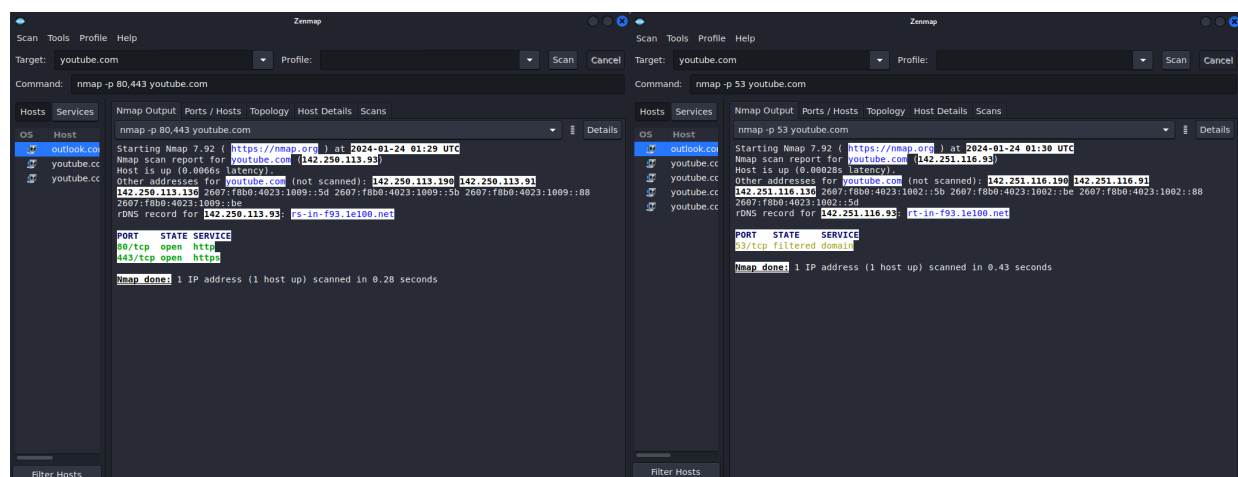 Zenmap
Scan Tools Profile Help
Target: youtube.com Profile: Scan Cancel
Command: nmap -p 80,443 youtube.com
Hosts Services
Nmap Output Ports / Hosts Topology Host Details Scans
OS Host
nmap -p 80,443 youtube.com Details
outlook.co
youtube.cc
youtube.cc
Starting Nmap 7.92 ( https://nmap.org ) at 2024-01-24 01:29 UTC
Nmap scan report for youtube.com (142.250.113.93)
Host is up (0.0066s latency).
Other addresses for youtube.com (not scanned): 142.250.113.190 142.250.113.91
142.250.113.136 2607:f8b0:4023:1009::5d 2607:f8b0:4023:1009::5b 2607:f8b0:4023:1009::88
2607:f8b0:4023:1009::be
rDNS record for 142.250.113.93: rs-in-f93.1e100.net
PORT STATE SERVICE
80/tcp open http
443/tcp open https
Nmap done: 1 IP address (1 host up) scanned in 0.28 seconds
Filter Hosts
Zenmap
Scan Tools Profile Help
Target: youtube.com Profile: Scan Cancel
Command: nmap -p 53 youtube.com
Hosts Services
Nmap Output Ports / Hosts Topology Host Details Scans
OS Host
nmap -p 53 youtube.com Details
outlook.co
youtube.cc
youtube.cc
youtube.cc
youtube.cc
Starting Nmap 7.92 ( https://nmap.org ) at 2024-01-24 01:30 UTC
Nmap scan report for youtube.com (142.251.116.93)
Host is up (0.00028s latency).
Other addresses for youtube.com (not scanned): 142.251.116.190 142.251.116.91
142.251.116.136 2607:f8b0:4023:1002::5b 2607:f8b0:4023:1002::be 2607:f8b0:4023:1002::88
2607:f8b0:4023:1002::5d
rDNS record for 142.251.116.93: rt-in-f93.1e100.net
PORT STATE SERVICE
53/tcp filtered domain
Nmap done: 1 IP address (1 host up) scanned in 0.43 seconds
Filter Hosts